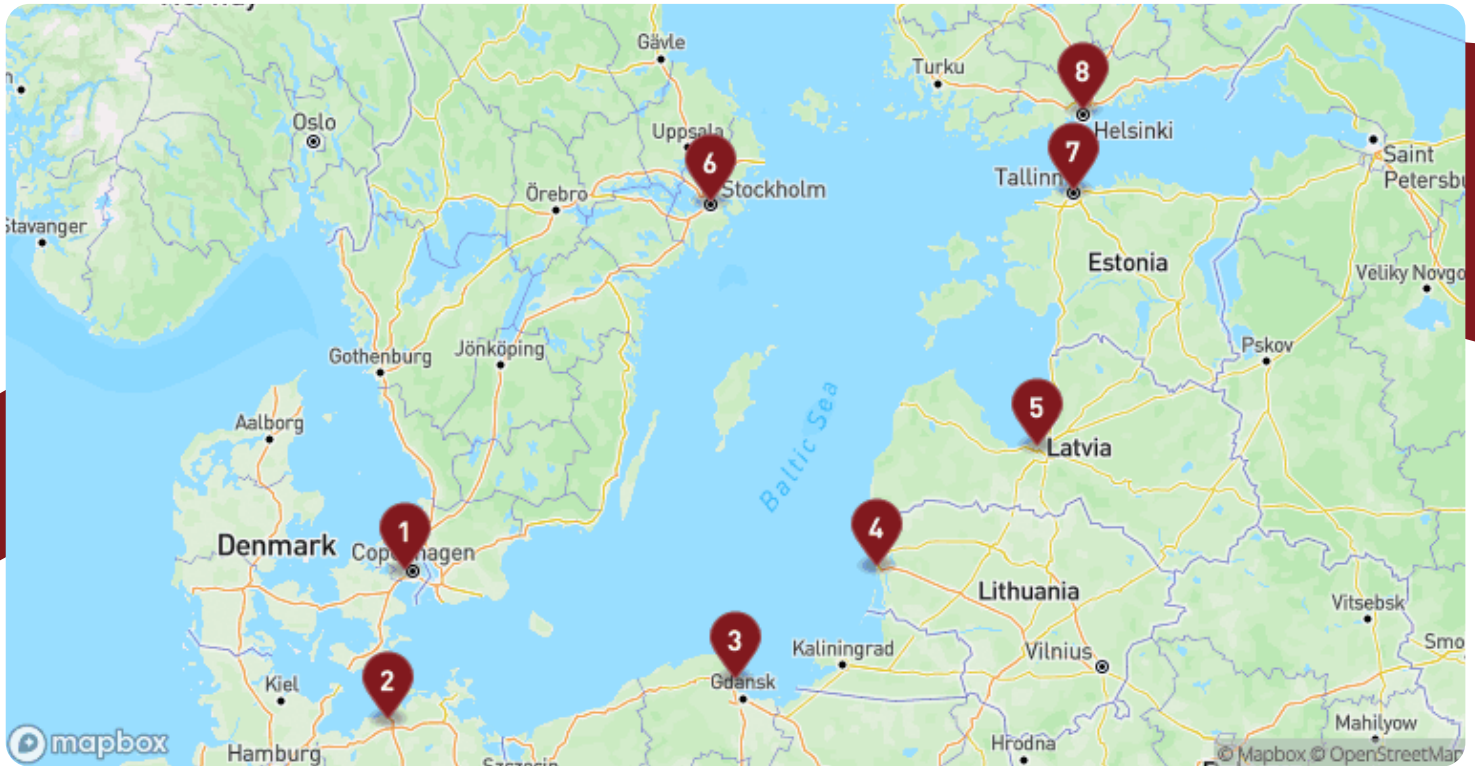 Gävle
Turku
8
Oslo
Helsinki
Uppsala
7
6
Saint
Petersbu
Tallinn
Stockholm
Örebro
Stavanger
Estonia
Veliky Novgo
Gothenburg
Jönköping
Pskov
Baltic Sea
5
Aalborg
Latvia
1
4
Denmark
Copenhagen
Lithuania
Vitsebsk
3
Kaliningrad
Vilnius
Smo
2
Kiel
Gdansk
mapbox
Hamburg
Mahilyow
Hrodna
© Mapbox © OpenStreetMap